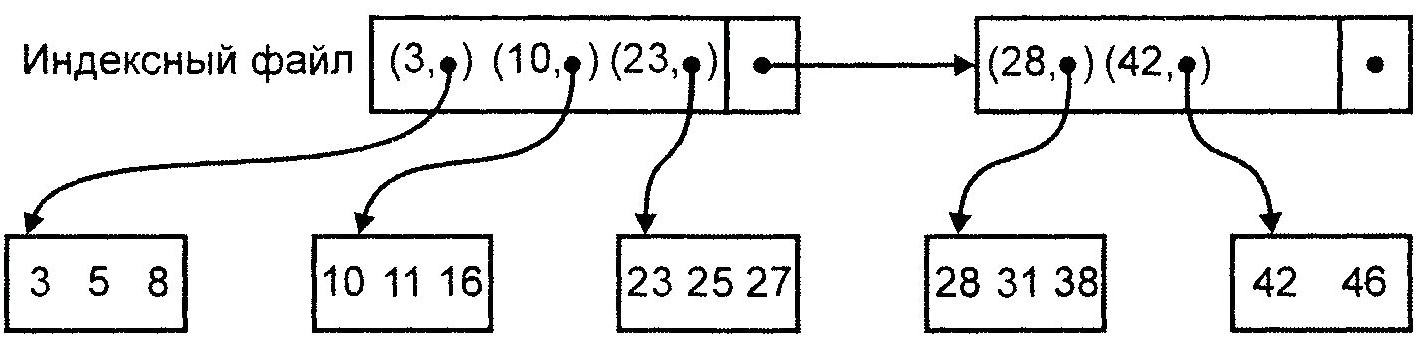 Индексный файл (3, ) (10, ) (23, ) (28, ) (42, )
3 5 8 10 11 16 23 25 27 28 31 38 42 46